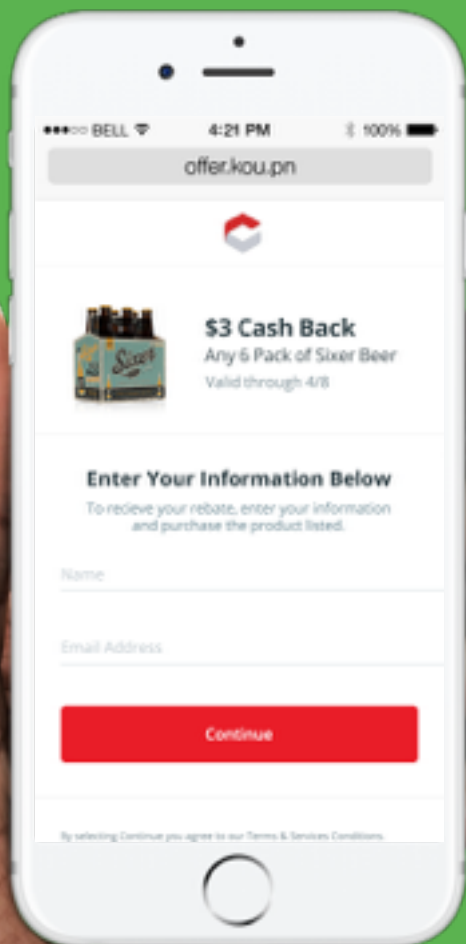 BELL 4:21 PM 100%
offer.kou.pn
Sixer
$3 Cash Back
Any 6 Pack of Sixer Beer
Valid through 4/8
Enter Your Information Below
To recieve your rebate, enter your information
and purchase the product listed.
Name
Email Address
Continue
By selecting Continue you agree to our Terms & Services Conditions.